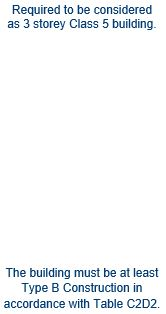 Required to be considered
as 3 storey Class 5 building.
The building must be at least
Type B Construction in
accordance with Table C2D2.